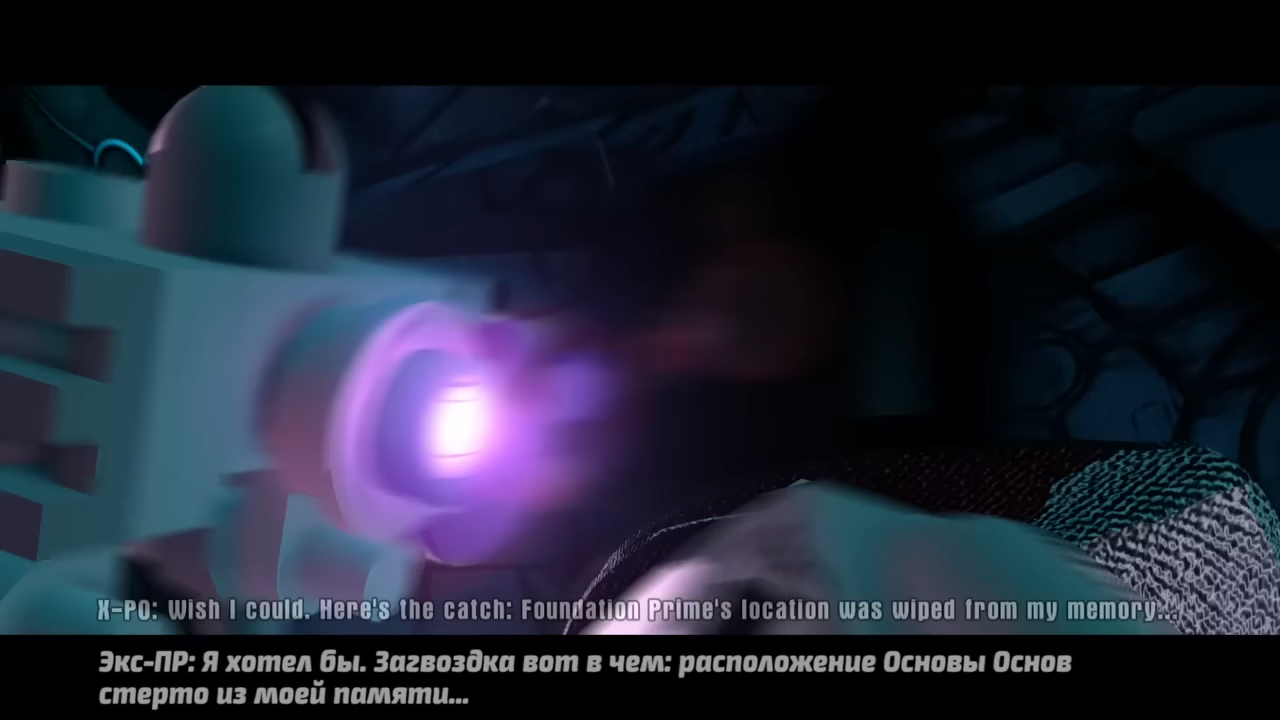 X-PO: Wish I could. Here's the catch: Foundation Prime's location was wiped from my memory...
Экс-ПР: Я хотел бы. Загвоздка вот в чем: расположение Основы Основ
стерто из моей памяти...